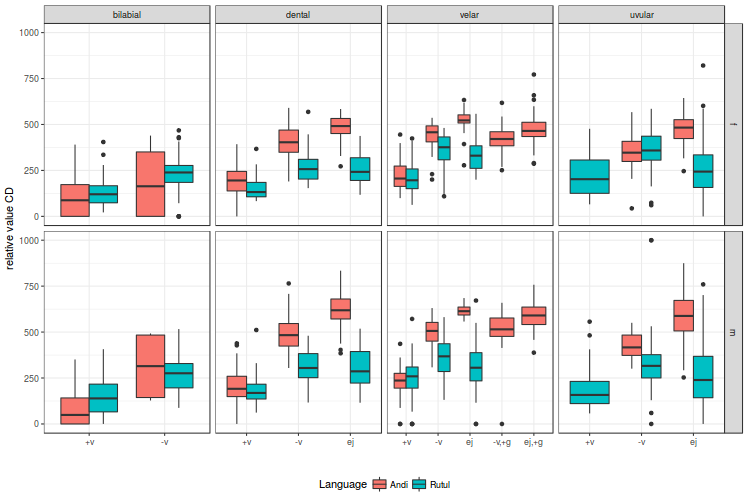 bilabial dental velar uvular
1000
750
500
250
0
f
1000
750
500
250
0
m
relative value CD
+v -v +v -v ej +v -v ej -v,+g ej,+g +v -v ej
Language Andi Rutul